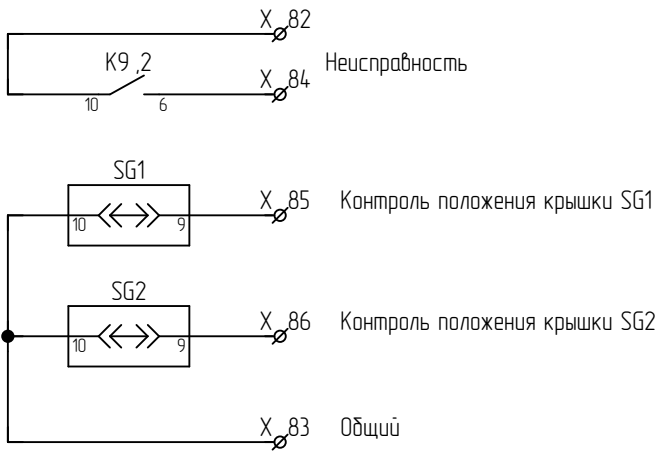 X 82
K9 ,2
X 84
Неисправность
10 6
SG1
X 85
Контроль положения крышки SG1
10 9
SG2
X 86
Контроль положения крышки SG2
10 9
X 83
Общий